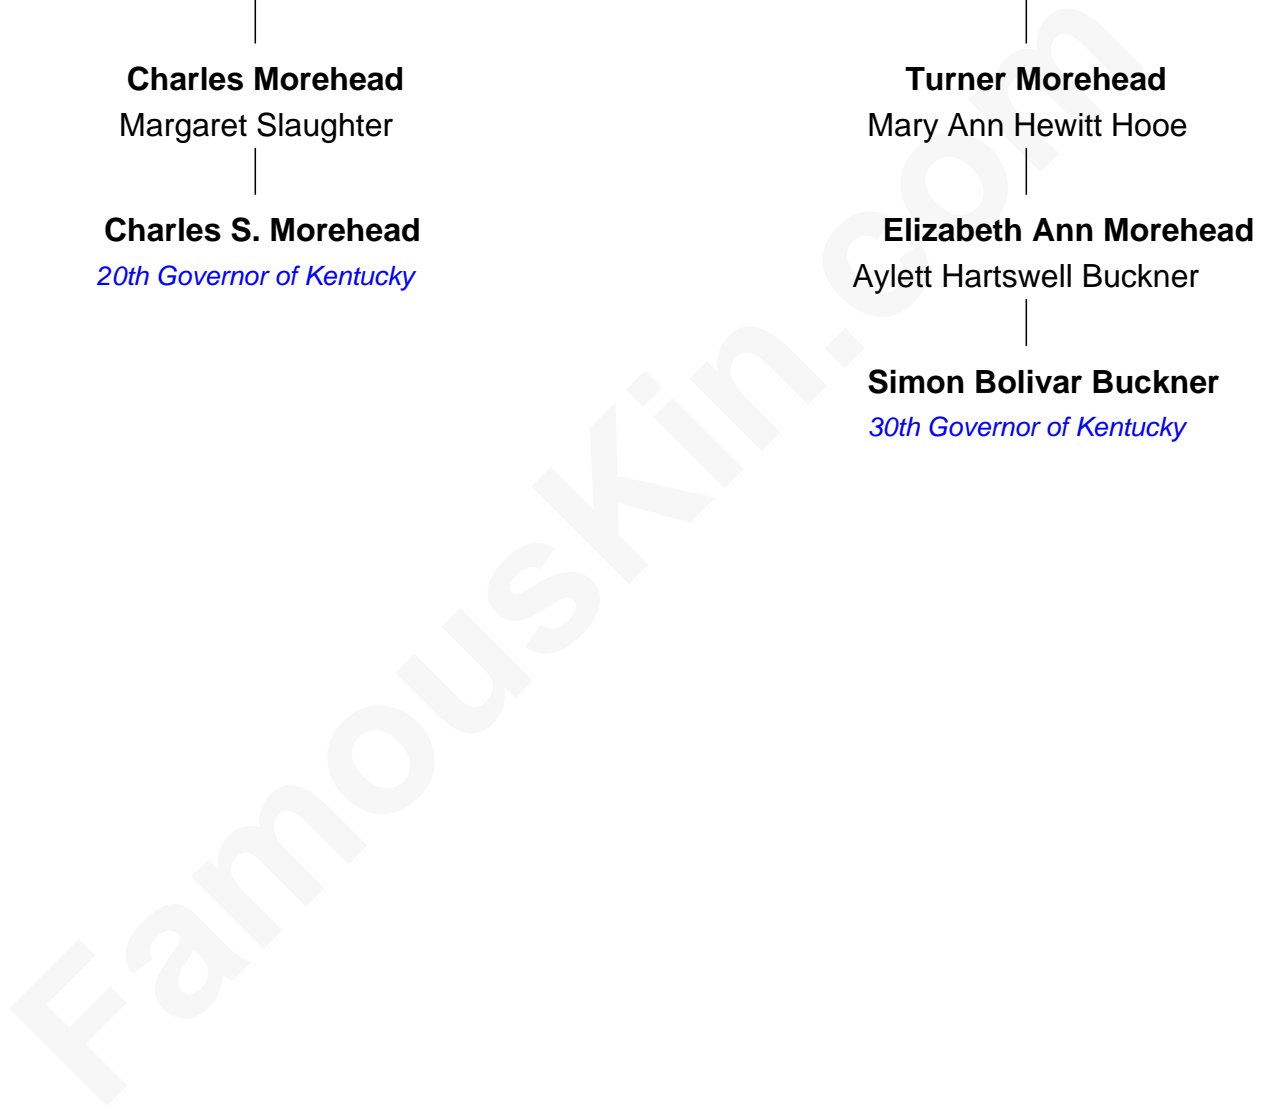 Charles Morehead
Margaret Slaughter
Charles S. Morehead
20th Governor of Kentucky
Turner Morehead
Mary Ann Hewitt Hooe
Elizabeth Ann Morehead
Aylett Hartswell Buckner
Simon Bolivar Buckner
30th Governor of Kentucky
FamousKin.com